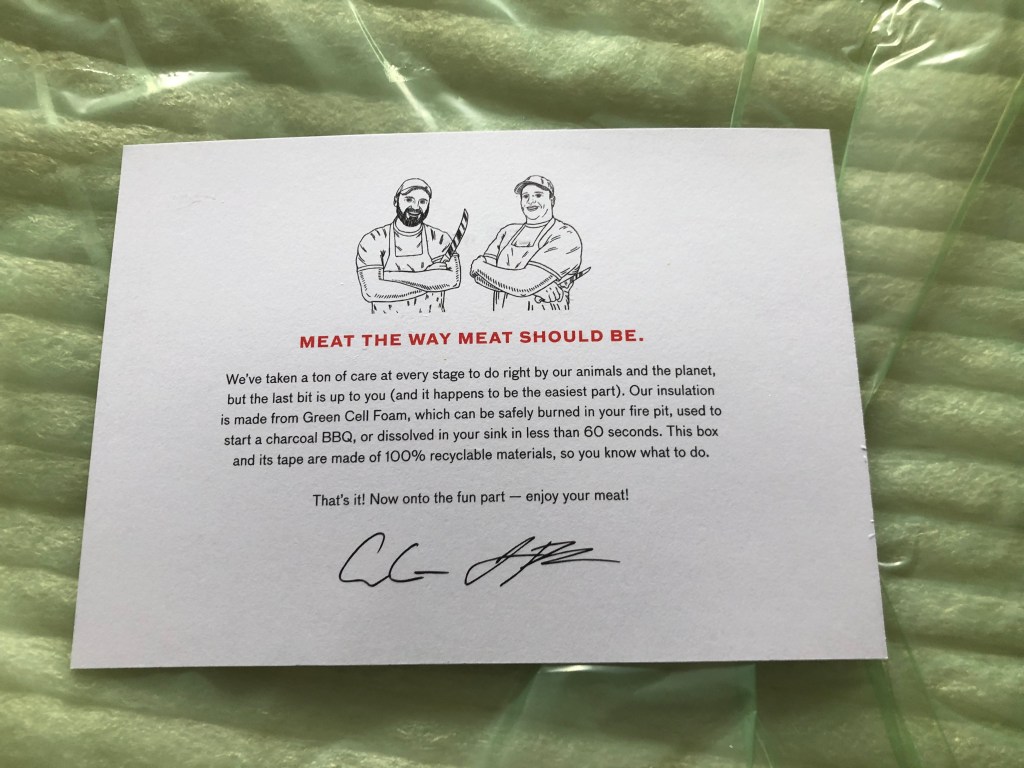 MEAT THE WAY MEAT SHOULD BE.
We've taken a ton of care at every stage to do right by our animals and the planet,
but the last bit is up to you (and it happens to be the easiest part). Our insulation
is made from Green Cell Foam, which can be safely burned in your fire pit, used to
start a charcoal BBQ, or dissolved in your sink in less than 60 seconds. This box
and its tape are made of 100% recyclable materials, so you know what to do.
That's it! Now onto the fun part — enjoy your meat!